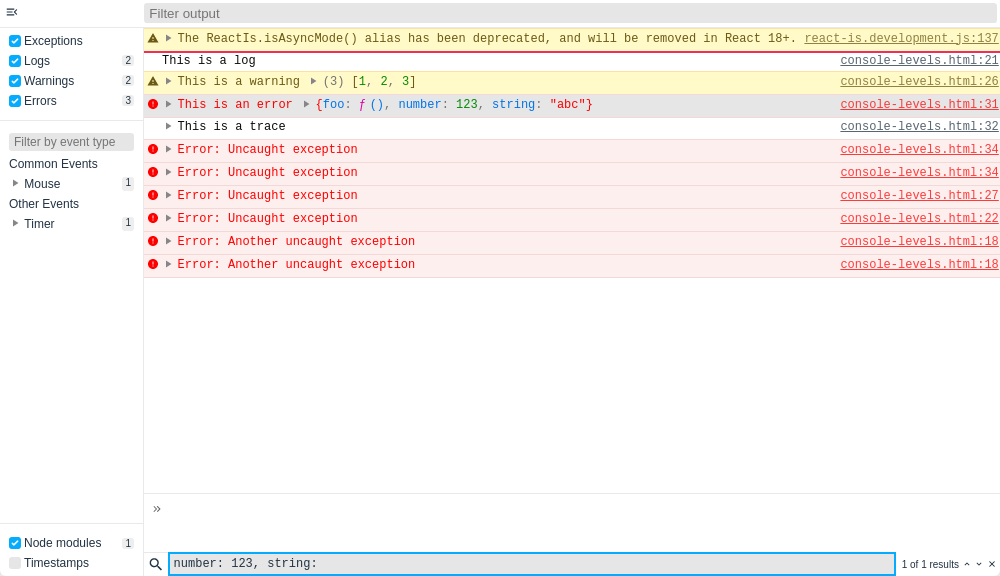 Filter output
Exceptions
Logs 2
Warnings 2
Errors 3
Filter by event type
Common Events
Mouse 1
Other Events
Timer 1
Node modules 1
Timestamps
The ReactIs.isAsyncMode() alias has been deprecated, and will be removed in React 18+. react-is.development.js:137
This is a log console-levels.html:21
This is a warning (3) [1, 2, 3] console-levels.html:26
This is an error {foo: ƒ (), number: 123, string: "abc"} console-levels.html:31
This is a trace console-levels.html:32
Error: Uncaught exception console-levels.html:34
Error: Uncaught exception console-levels.html:34
Error: Uncaught exception console-levels.html:27
Error: Uncaught exception console-levels.html:22
Error: Another uncaught exception console-levels.html:18
Error: Another uncaught exception console-levels.html:18
»
number: 123, string: 1 of 1 results